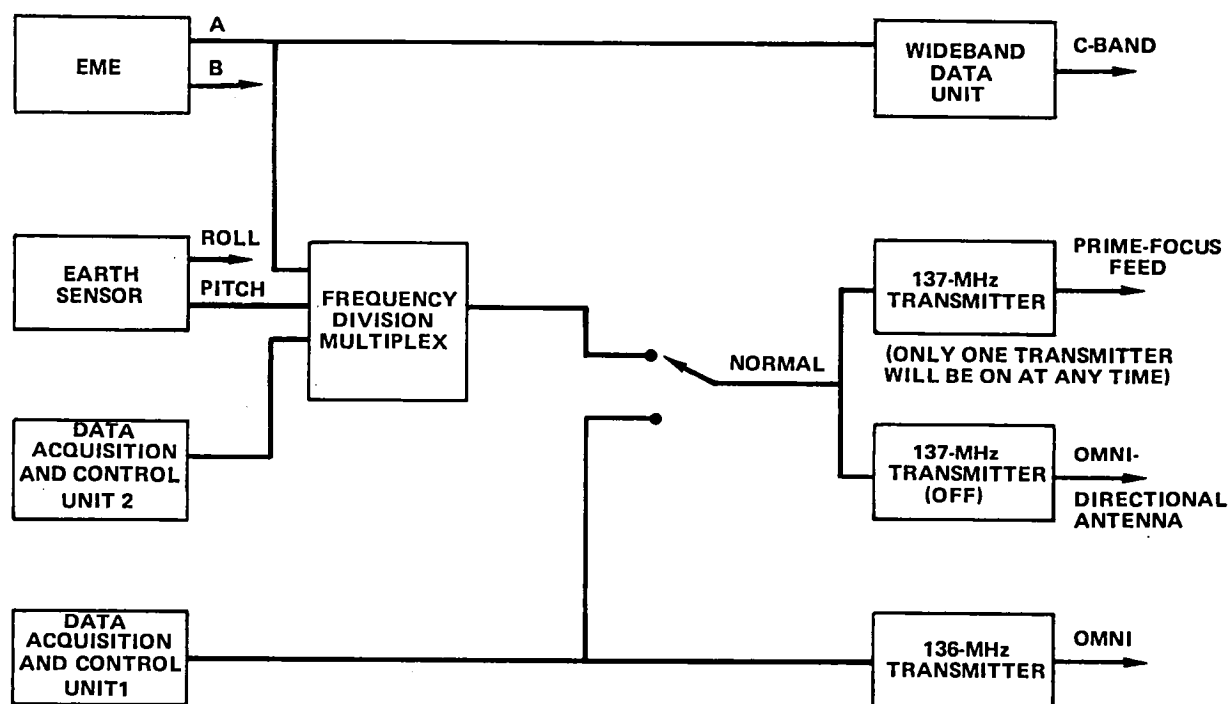 A
EME
B
WIDEBAND
DATA
UNIT
C-BAND
ROLL
EARTH
SENSOR
PITCH
FREQUENCY
DIVISION
MULTIPLEX
NORMAL
137-MHz
TRANSMITTER
PRIME-FOCUS
FEED
(ONLY ONE TRANSMITTER
WILL BE ON AT ANY TIME)
DATA
ACQUISITION
AND CONTROL
UNIT 2
137-MHz
TRANSMITTER
(OFF)
OMNI-
DIRECTIONAL
ANTENNA
DATA
ACQUISITION
AND CONTROL
UNIT1
136-MHz
TRANSMITTER
OMNI